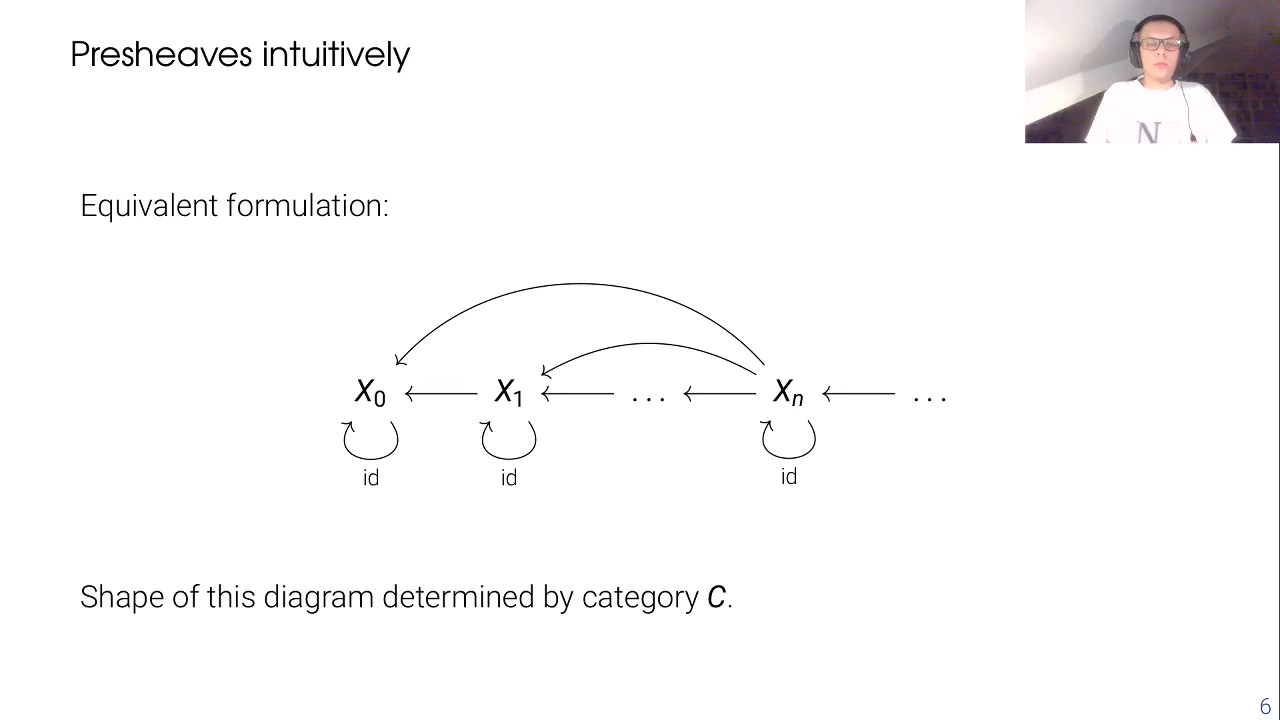 Presheaves intuitively
N
Equivalent formulation:
X₀ X₁ ... Xₙ ...
id id id
Shape of this diagram determined by category C.
6